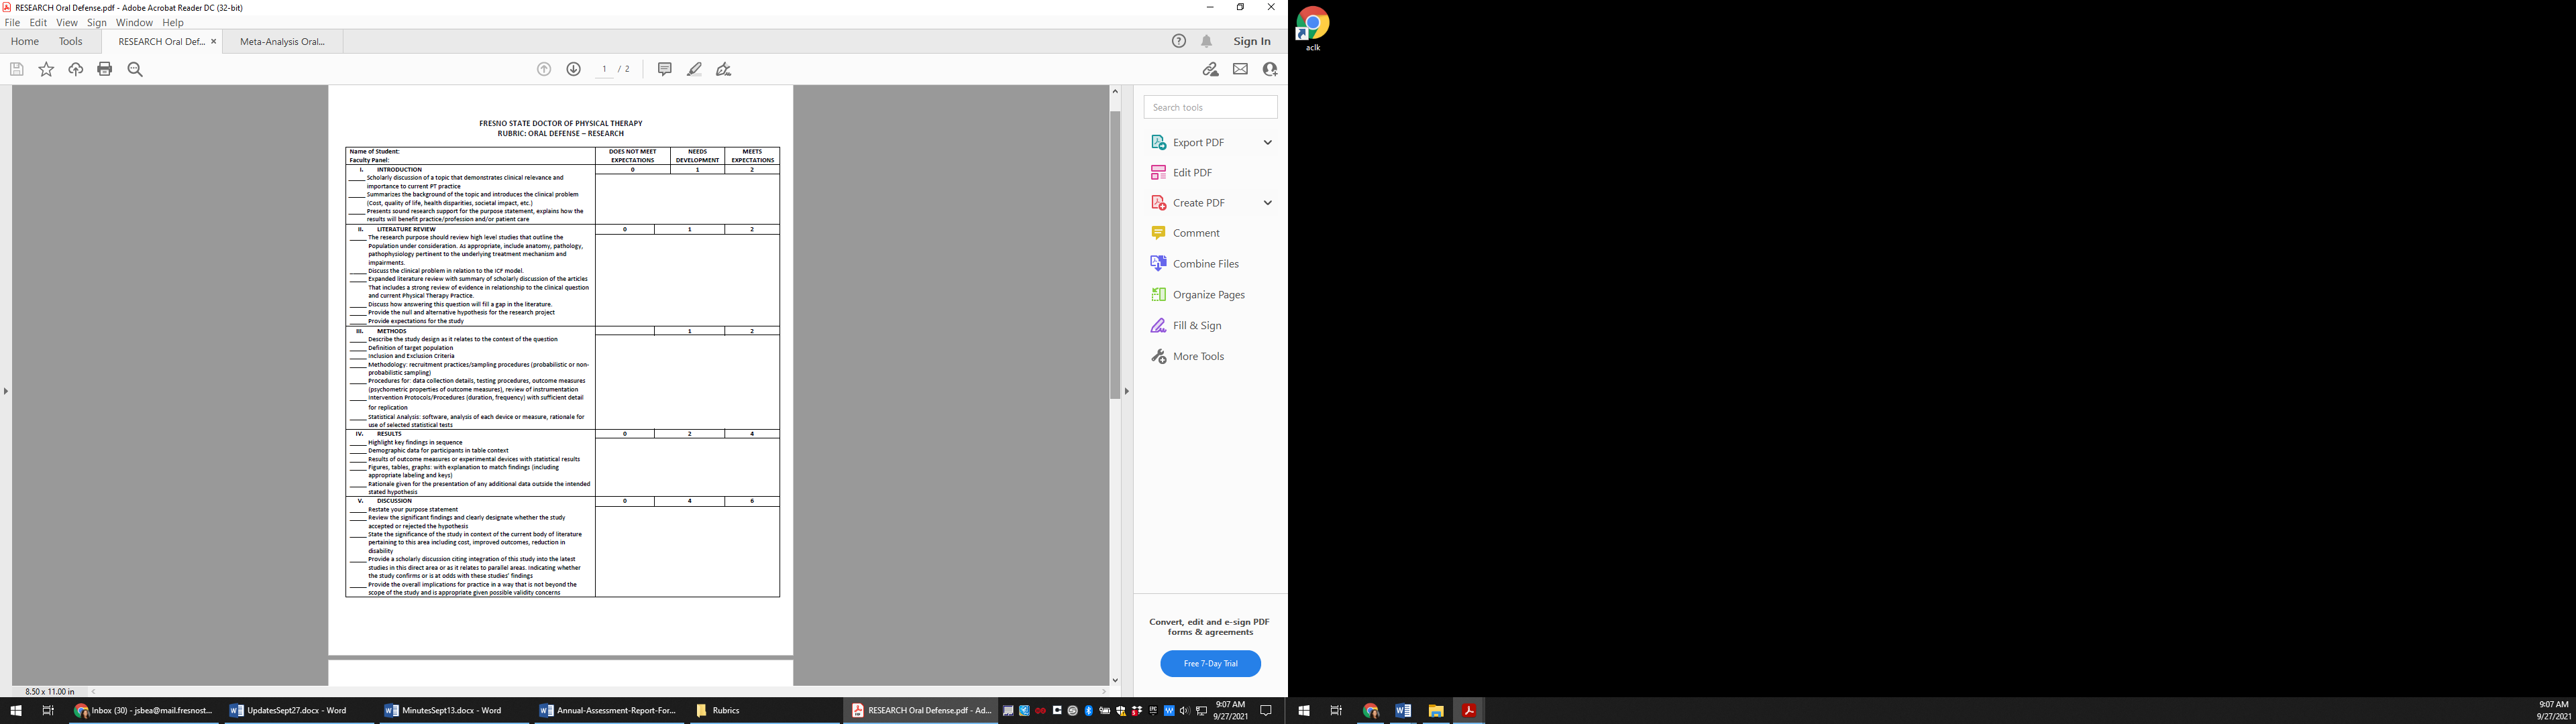 RESEARCH Oral Defense.pdf - Adobe Acrobat Reader DC (32-bit)
File Edit View Sign Window Help
Home Tools RESEARCH Oral Def... × Meta-Analysis Oral... Sign In
1 / 2
FRESNO STATE DOCTOR OF PHYSICAL THERAPY
RUBRIC: ORAL DEFENSE – RESEARCH
Name of Student:
Faculty Panel:
DOES NOT MEET EXPECTATIONS
NEEDS DEVELOPMENT
MEETS EXPECTATIONS
I. INTRODUCTION 0 1 2
_____ Scholarly discussion of a topic that demonstrates clinical relevance and
importance to current PT practice
_____ Summarizes the background of the topic and introduces the clinical problem
(Cost, quality of life, health disparities, societal impact, etc.)
_____ Presents sound research support for the purpose statement, explains how the
results will benefit practice/profession and/or patient care
II. LITERATURE REVIEW 0 1 2
_____ The research purpose should review high level studies that outline the
Population under consideration. As appropriate, include anatomy, pathology,
pathophysiology pertinent to the underlying treatment mechanism and
impairments.
_____ Discuss the clinical problem in relation to the ICF model.
_____ Expanded literature review with summary of scholarly discussion of the articles
That includes a strong review of evidence in relationship to the clinical question
and current Physical Therapy Practice.
_____ Discuss how answering this question will fill a gap in the literature.
_____ Provide the null and alternative hypothesis for the research project
_____ Provide expectations for the study
III. METHODS 1 2
_____ Describe the study design as it relates to the context of the question
_____ Definition of target population
_____ Inclusion and Exclusion Criteria
_____ Methodology: recruitment practices/sampling procedures (probabilistic or non-
probabilistic sampling)
_____ Procedures for: data collection details, testing procedures, outcome measures
(psychometric properties of outcome measures), review of instrumentation
_____ Intervention Protocols/Procedures (duration, frequency) with sufficient detail
for replication
_____ Statistical Analysis: software, analysis of each device or measure, rationale for
use of selected statistical tests
IV. RESULTS 0 2 4
_____ Highlight key findings in sequence
_____ Demographic data for participants in table context
_____ Results of outcome measures or experimental devices with statistical results
_____ Figures, tables, graphs: with explanation to match findings (including
appropriate labeling and keys)
_____ Rationale given for the presentation of any additional data outside the intended
stated hypothesis
V. DISCUSSION 0 4 6
_____ Restate your purpose statement
_____ Review the significant findings and clearly designate whether the study
accepted or rejected the hypothesis
_____ State the significance of the study in context of the current body of literature
pertaining to this area including cost, improved outcomes, reduction in
disability
_____ Provide a scholarly discussion citing integration of this study into the latest
studies in this direct area or as it relates to parallel areas. Indicating whether
the study confirms or is at odds with these studies' findings
_____ Provide the overall implications for practice in a way that is not beyond the
scope of the study and is appropriate given possible validity concerns
Search tools
Export PDF
Edit PDF
Create PDF
Comment
Combine Files
Organize Pages
Fill & Sign
More Tools
Convert, edit and e-sign PDF
forms & agreements
Free 7-Day Trial
8.50 x 11.00 in
aclk
Inbox (30) - jsbea@mail.fresnost...
UpdatesSept27.docx - Word
MinutesSept13.docx - Word
Annual-Assessment-Report-For...
Rubrics
RESEARCH Oral Defense.pdf - Ad...
9:07 AM
9/27/2021
9:07 AM
9/27/2021